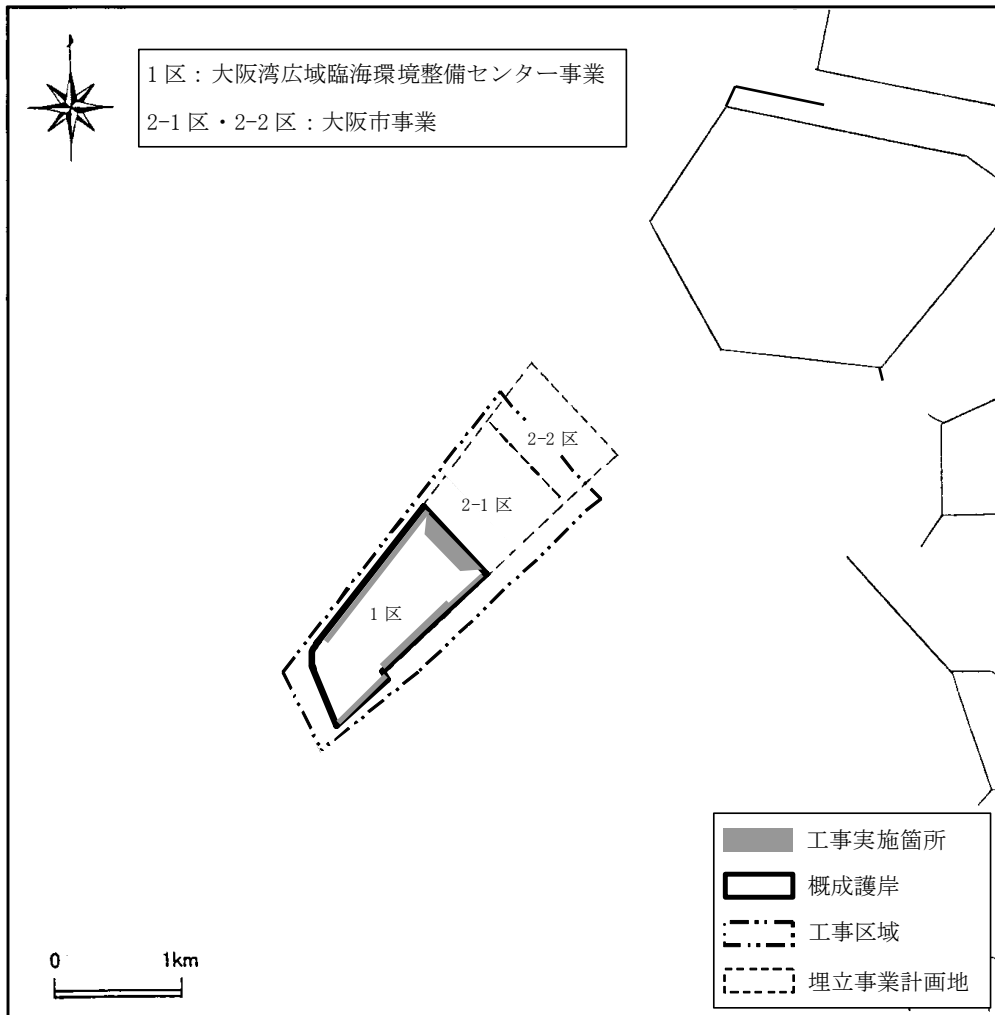 1区：大阪湾広域臨海環境整備センター事業
2-1区・2-2区：大阪市事業
2-2区
2-1区
1区
工事実施箇所
概成護岸
工事区域
埋立事業計画地
0 1km